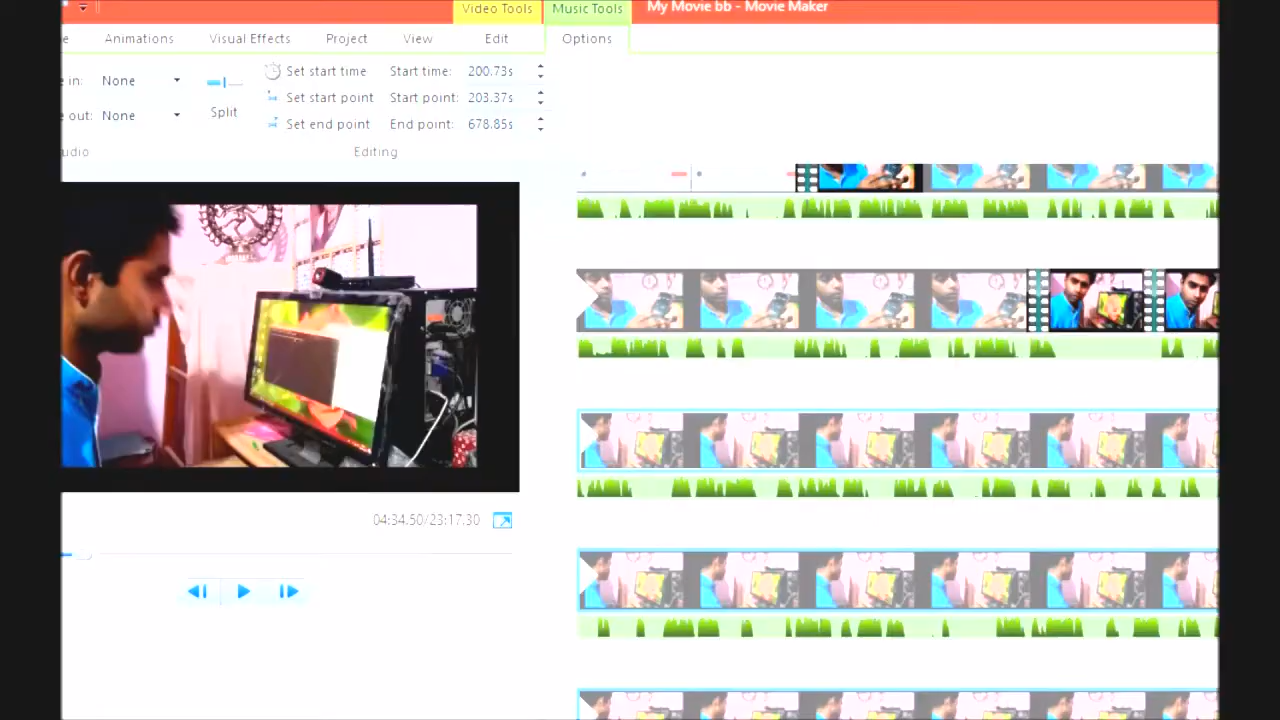 Video Tools Music Tools My Movie bb - Movie Maker
Animations Visual Effects Project View Edit Options
in: None Set start time Start time: 200.73s
Split Set start point Start point: 203.37s
out: None Set end point End point: 678.85s
Editing
04:34.50/23:17.30